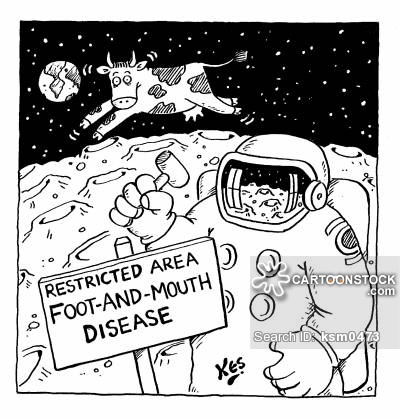 RESTRICTED AREA
FOOT-AND-MOUTH
DISEASE
CARTOONSTOCK
.com
Search ID: ksm0473
KES